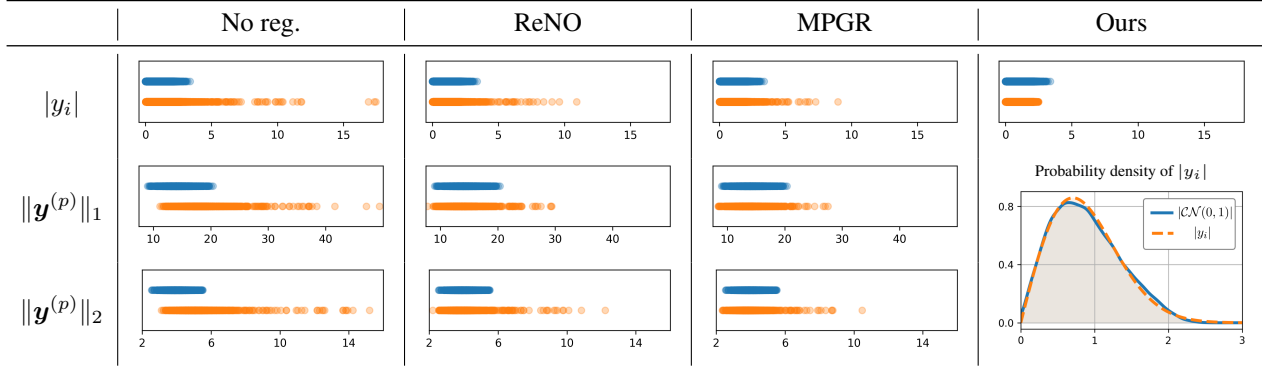 No reg. ReNO MPGR Ours
|y_i|
0 5 10 15
0 5 10 15
0 5 10 15
0 5 10 15
‖y^(p)‖_1
10 20 30 40
10 20 30 40
10 20 30 40
Probability density of |y_i|
0.8
0.4
0.0
|CN(0,1)|
|y_i|
0 1 2 3
‖y^(p)‖_2
2 6 10 14
2 6 10 14
2 6 10 14